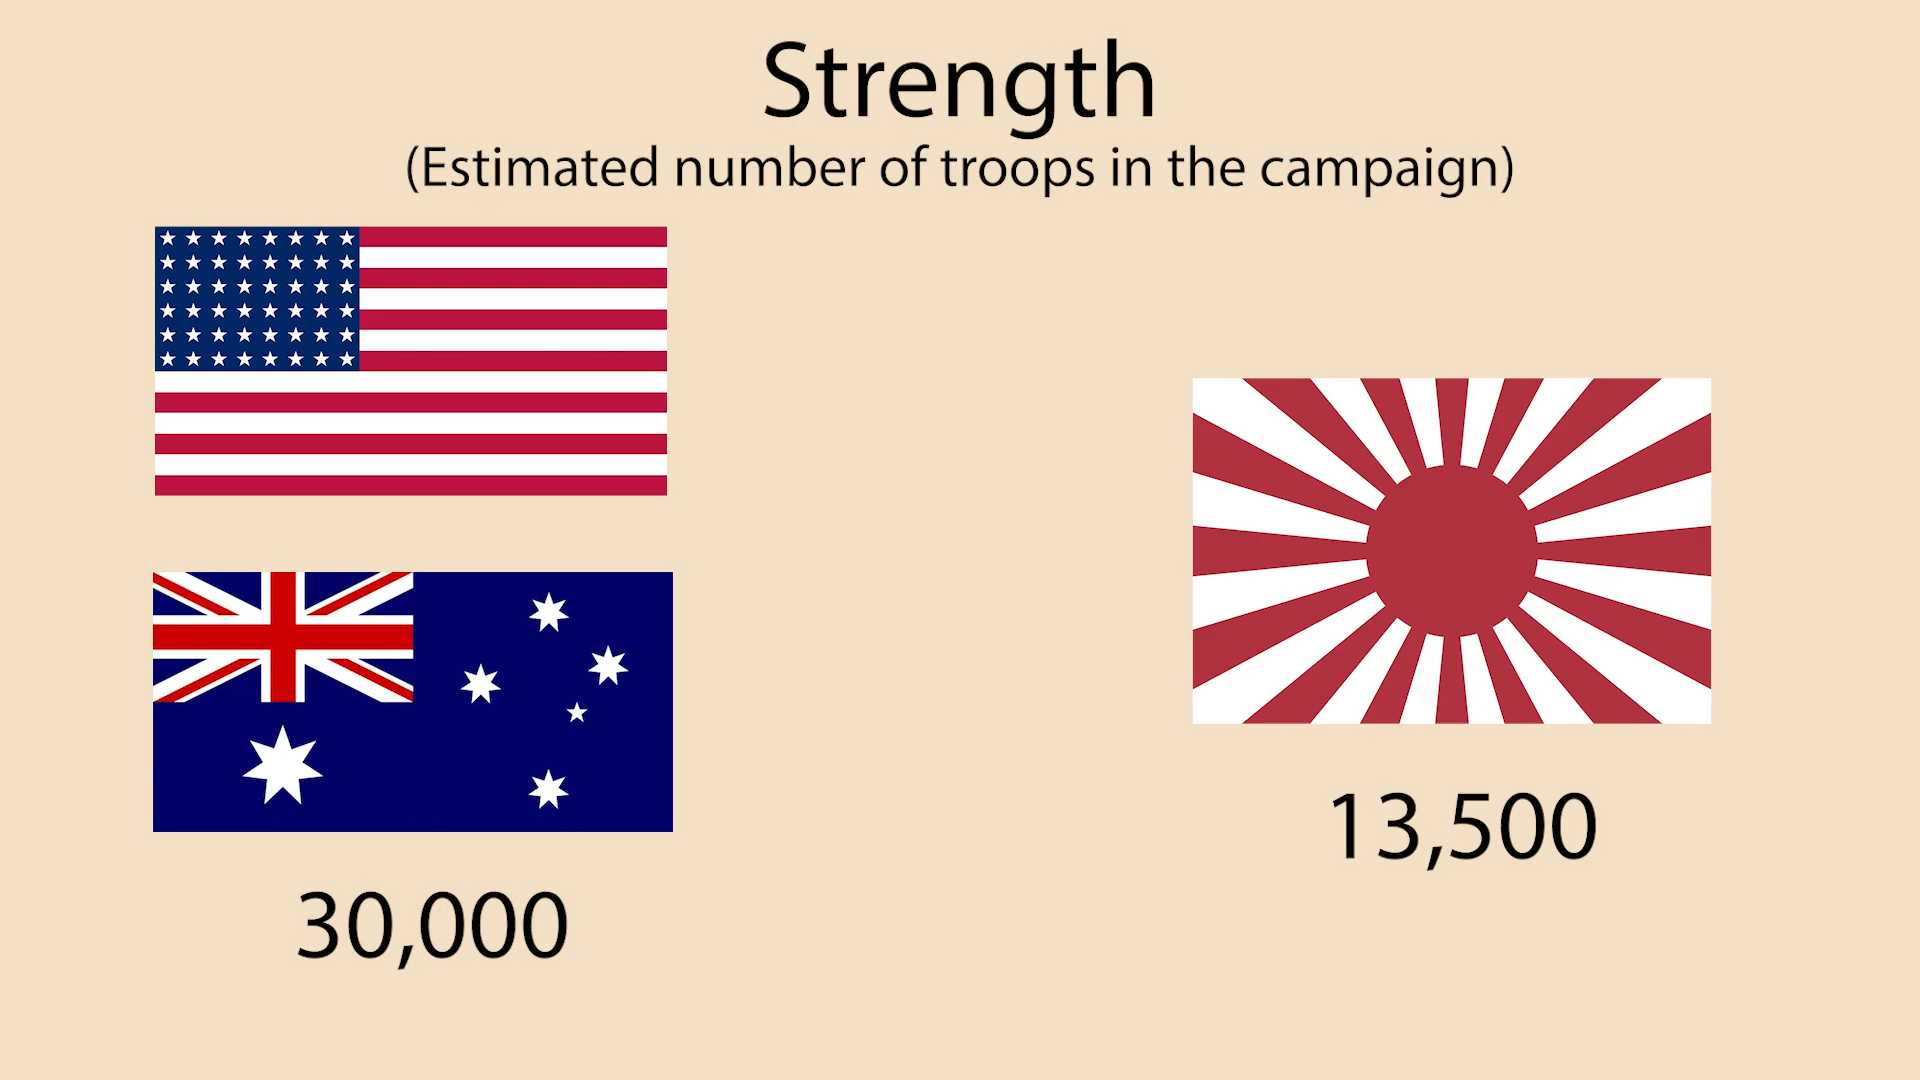 Strength
(Estimated number of troops in the campaign)
30,000
13,500